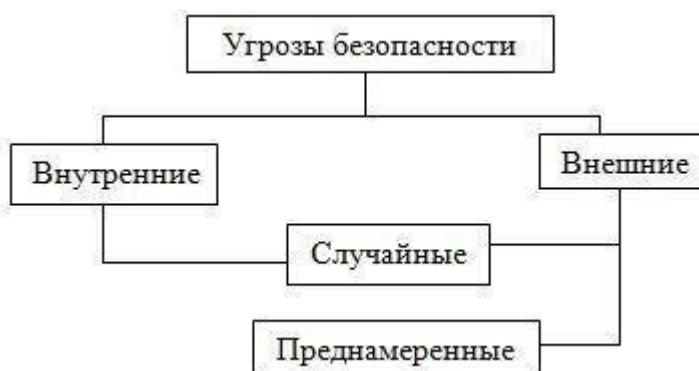 Угрозы безопасности
Внутренние
Внешние
Случайные
Преднамеренные